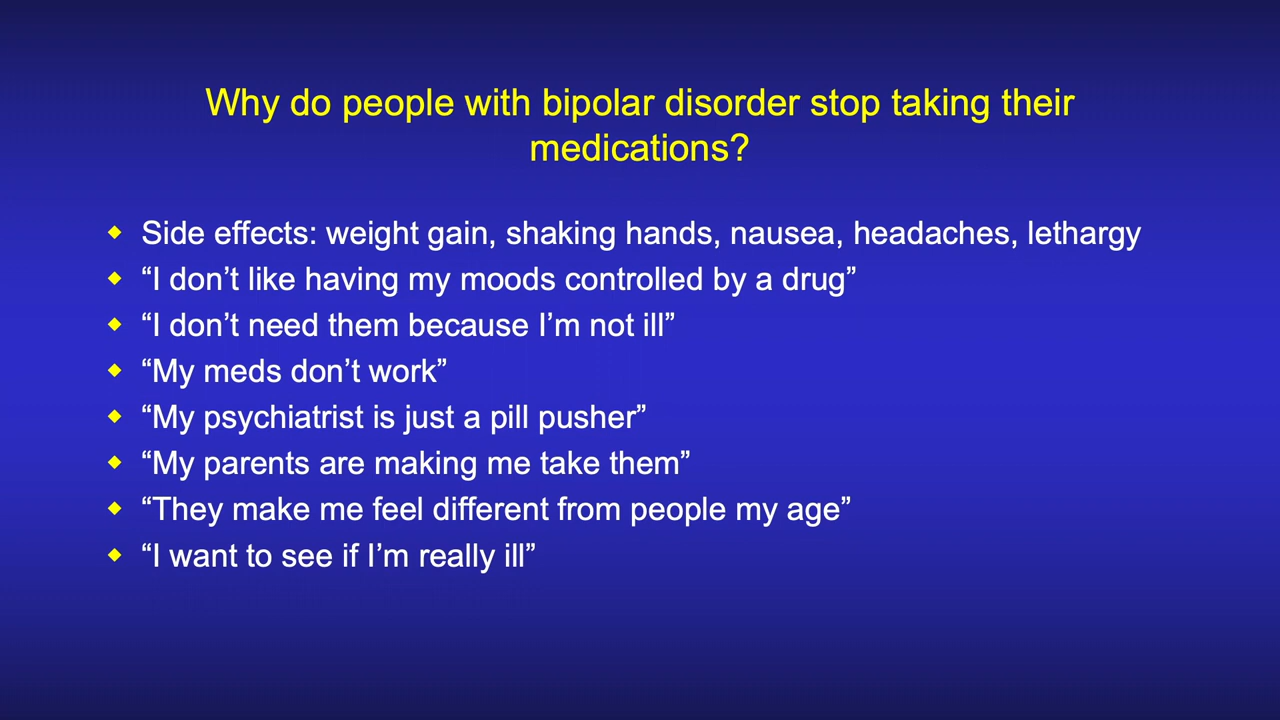 Why do people with bipolar disorder stop taking their
medications?
Side effects: weight gain, shaking hands, nausea, headaches, lethargy
“I don’t like having my moods controlled by a drug”
“I don’t need them because I’m not ill”
“My meds don’t work”
“My psychiatrist is just a pill pusher”
“My parents are making me take them”
“They make me feel different from people my age”
“I want to see if I’m really ill”